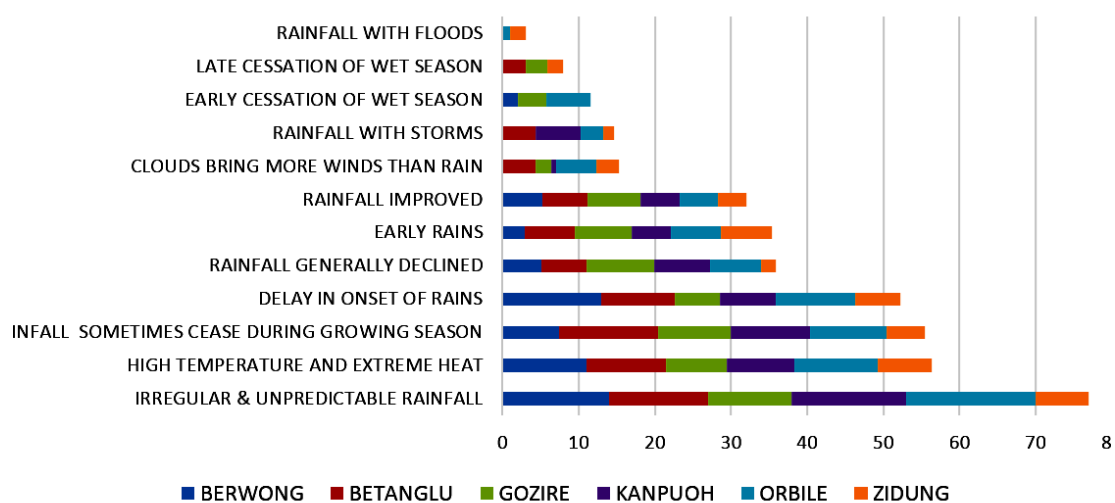 RAINFALL WITH FLOODS
LATE CESSATION OF WET SEASON
EARLY CESSATION OF WET SEASON
RAINFALL WITH STORMS
CLOUDS BRING MORE WINDS THAN RAIN
RAINFALL IMPROVED
EARLY RAINS
RAINFALL GENERALLY DECLINED
DELAY IN ONSET OF RAINS
INFALL SOMETIMES CEASE DURING GROWING SEASON
HIGH TEMPERATURE AND EXTREME HEAT
IRREGULAR & UNPREDICTABLE RAINFALL
0 10 20 30 40 50 60 70 8
BERWONG BETANGLU GOZIRE KANPUOH ORBILE ZIDUNG